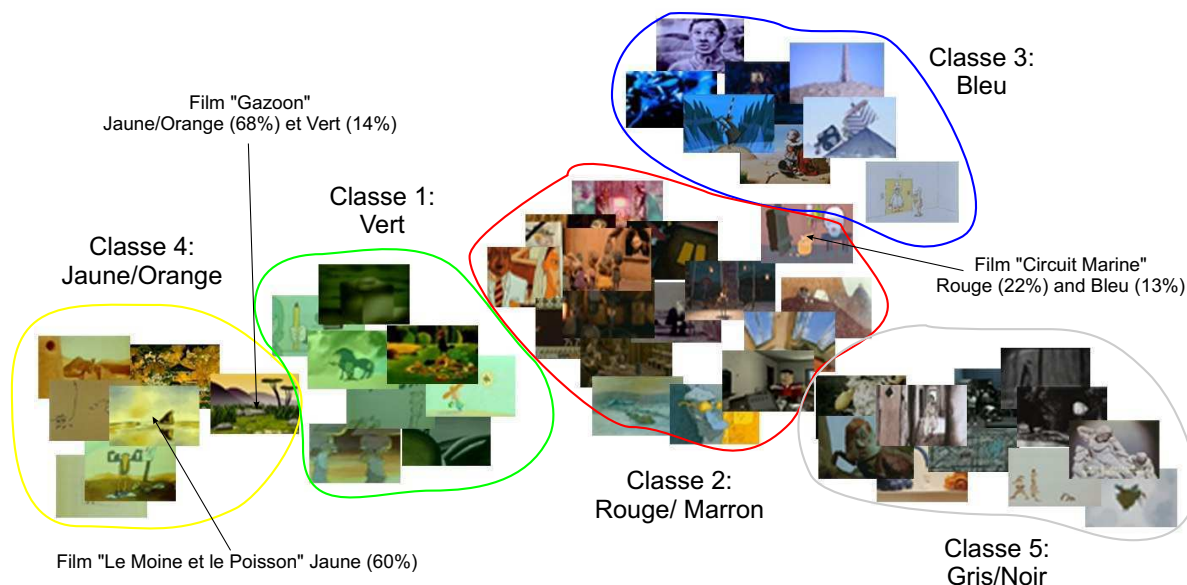 Classe 3:
Bleu
Film "Gazoon"
Jaune/Orange (68%) et Vert (14%)
Classe 1:
Vert
Classe 4:
Jaune/Orange
Film "Circuit Marine"
Rouge (22%) and Bleu (13%)
Classe 2:
Rouge/ Marron
Film "Le Moine et le Poisson" Jaune (60%)
Classe 5:
Gris/Noir